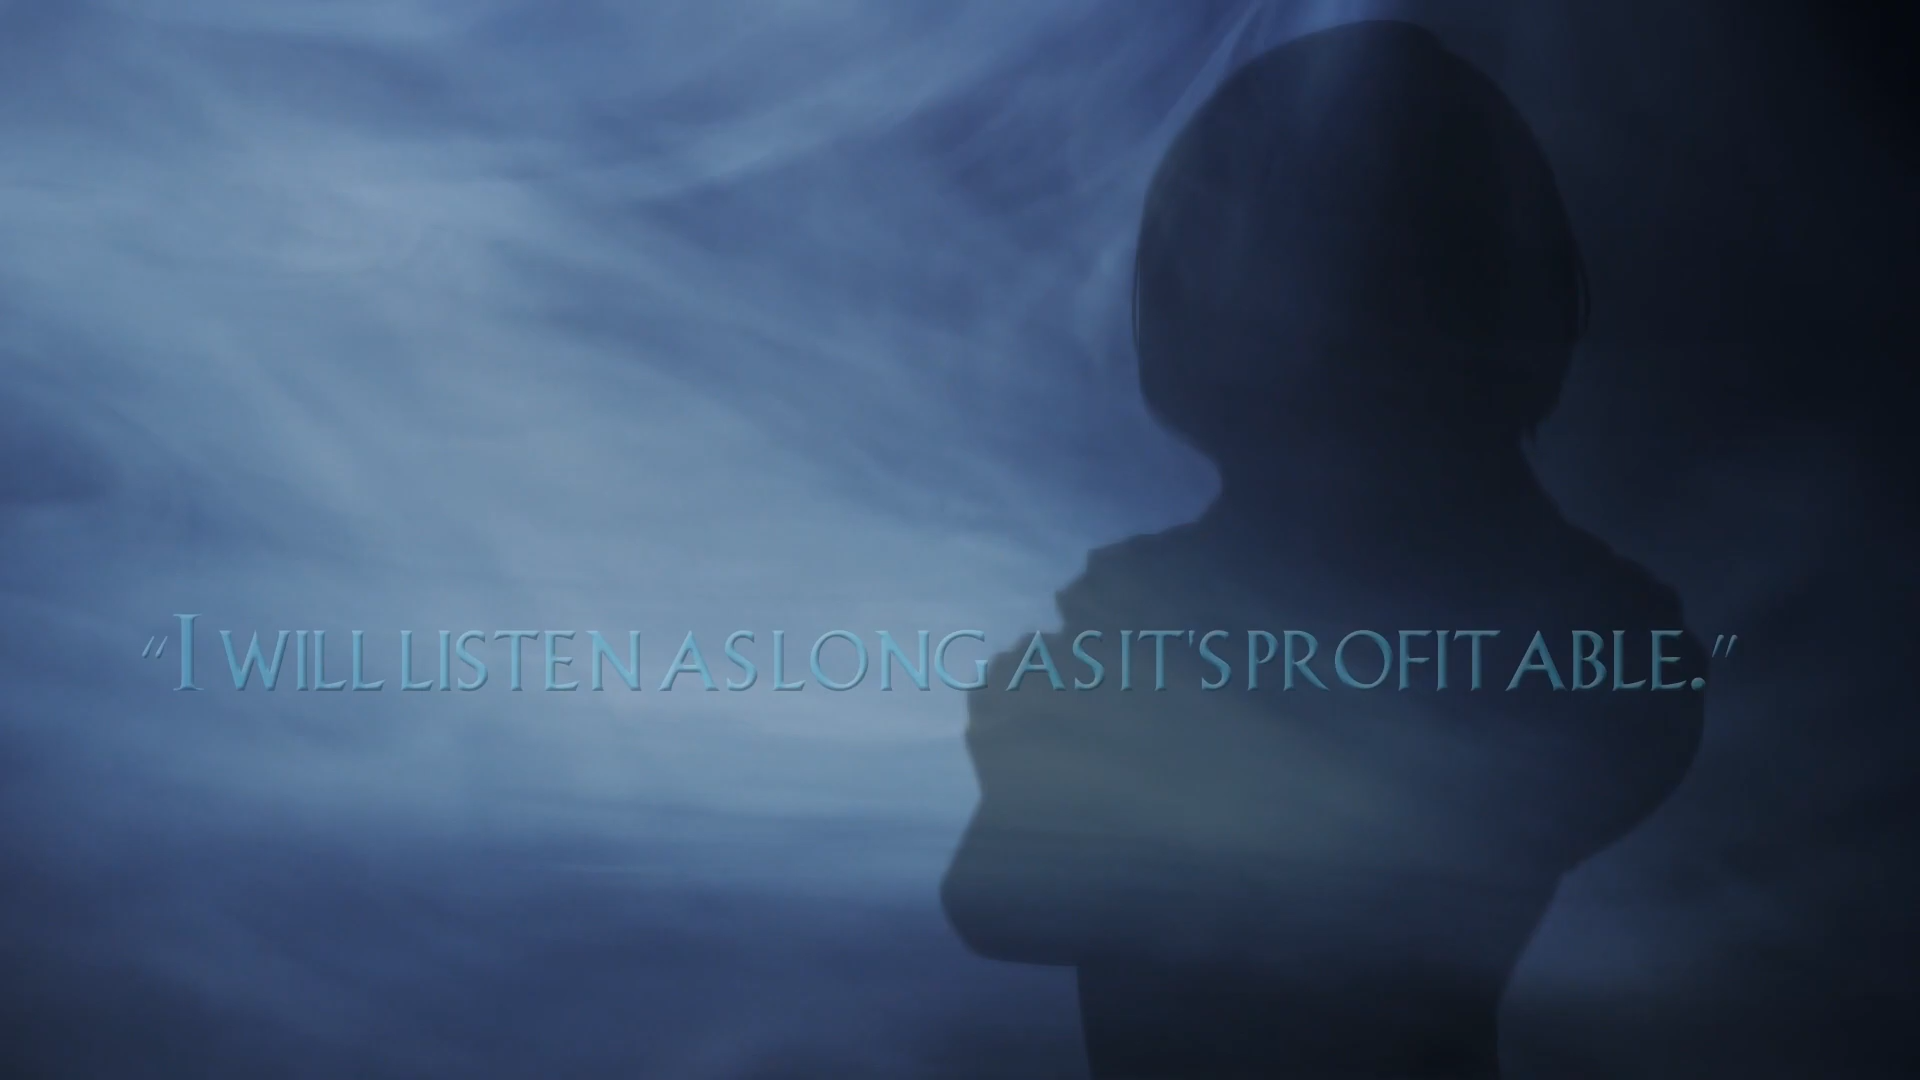 “I WILL LISTEN AS LONG AS IT'S PROFITABLE.”